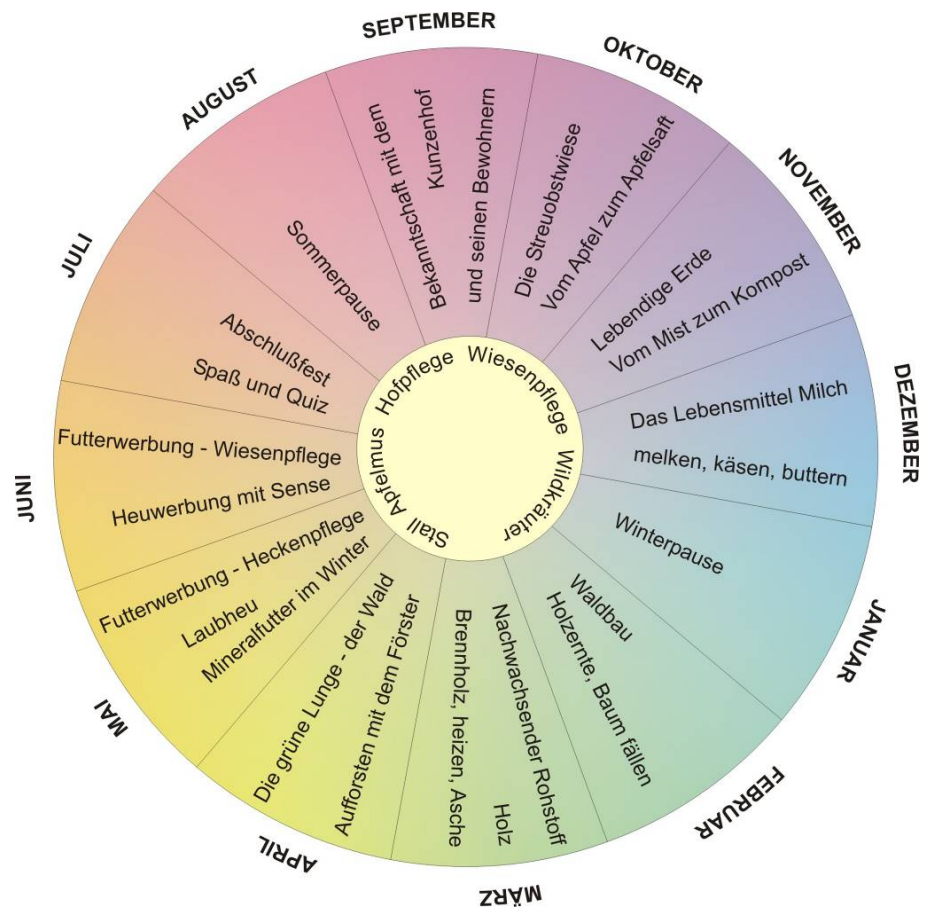 SEPTEMBER
Bekanntschaft mit dem
Kunzenhof
und seinen Bewohnern
OKTOBER
Die Streuobstwiese
Vom Apfel zum Apfelsaft
NOVEMBER
Lebendige Erde
Vom Mist zum Kompost
DEZEMBER
Das Lebensmittel Milch
melken, käsen, buttern
JANUAR
Winterpause
FEBRUAR
Waldbau
Holzernte, Baum fällen
MÄRZ
Nachwachsender Rohstoff
Holz
Brennholz, heizen, Asche
APRIL
Die grüne Lunge - der Wald
Aufforsten mit dem Förster
MAI
Futterwerbung - Heckenpflege
Laubheu
Mineralfutter im Winter
JUNI
Futterwerbung - Wiesenpflege
Heuwerbung mit Sense
JULI
Abschlußfest
Spaß und Quiz
AUGUST
Sommerpause
Hofpflege
Wiesenpflege
Wildkräuter
Stall
Apfelmus